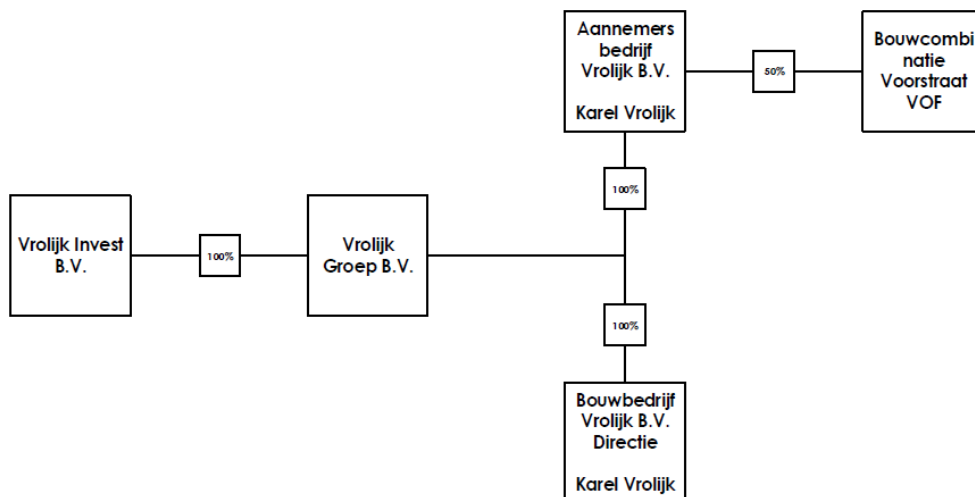 Aannemers
bedrijf
Vrolijk B.V.
Karel Vrolijk
50%
Bouwcombi
natie
Voorstraat
VOF
100%
Vrolijk Invest
B.V.
100%
Vrolijk
Groep B.V.
100%
Bouwbedrijf
Vrolijk B.V.
Directie
Karel Vrolijk